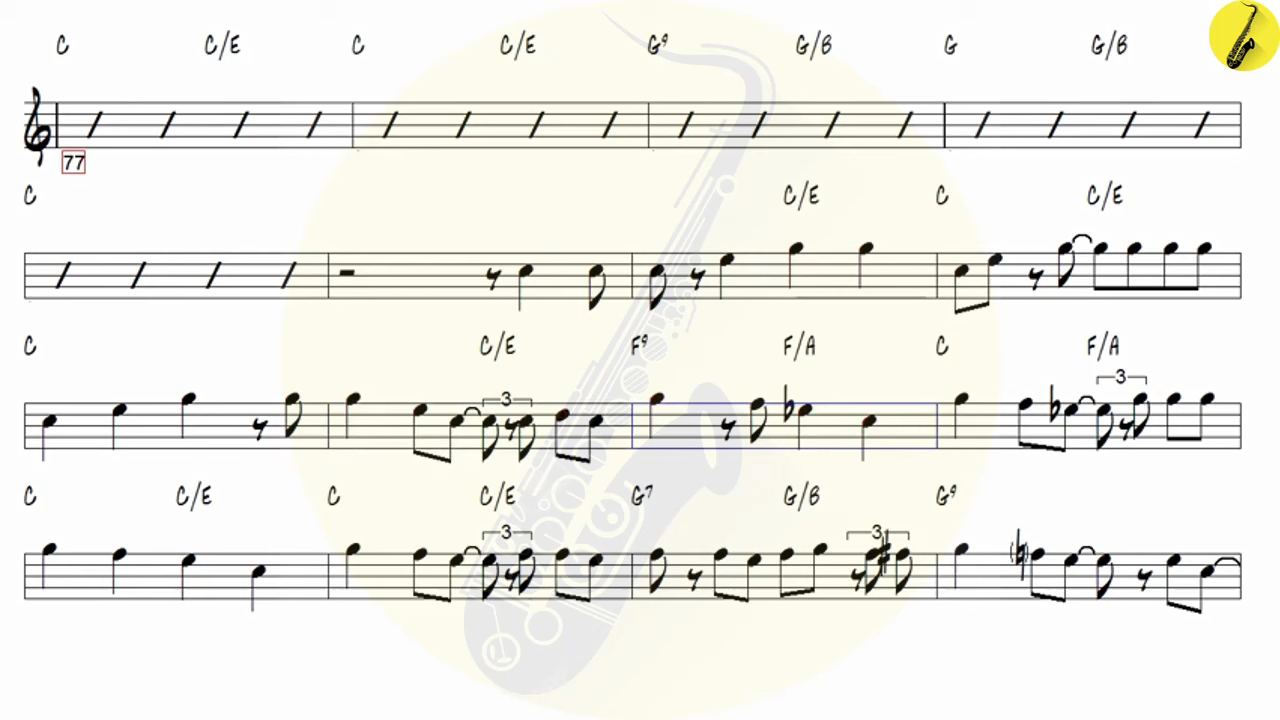 C C/E C C/E G9 G/B G G/B
77
C C/E C C/E
C C/E F9 F/A C F/A
3 3
C C/E C C/E G7 G/B G9
3 3